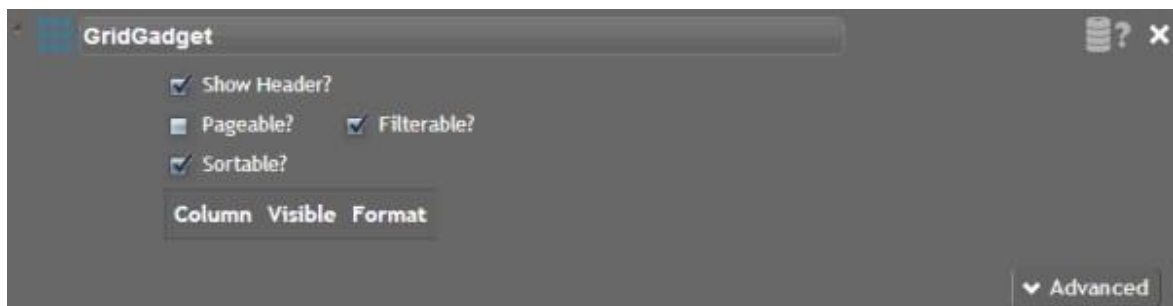 GridGadget ?
Show Header?
Pageable? Filterable?
Sortable?
Column Visible Format
Advanced